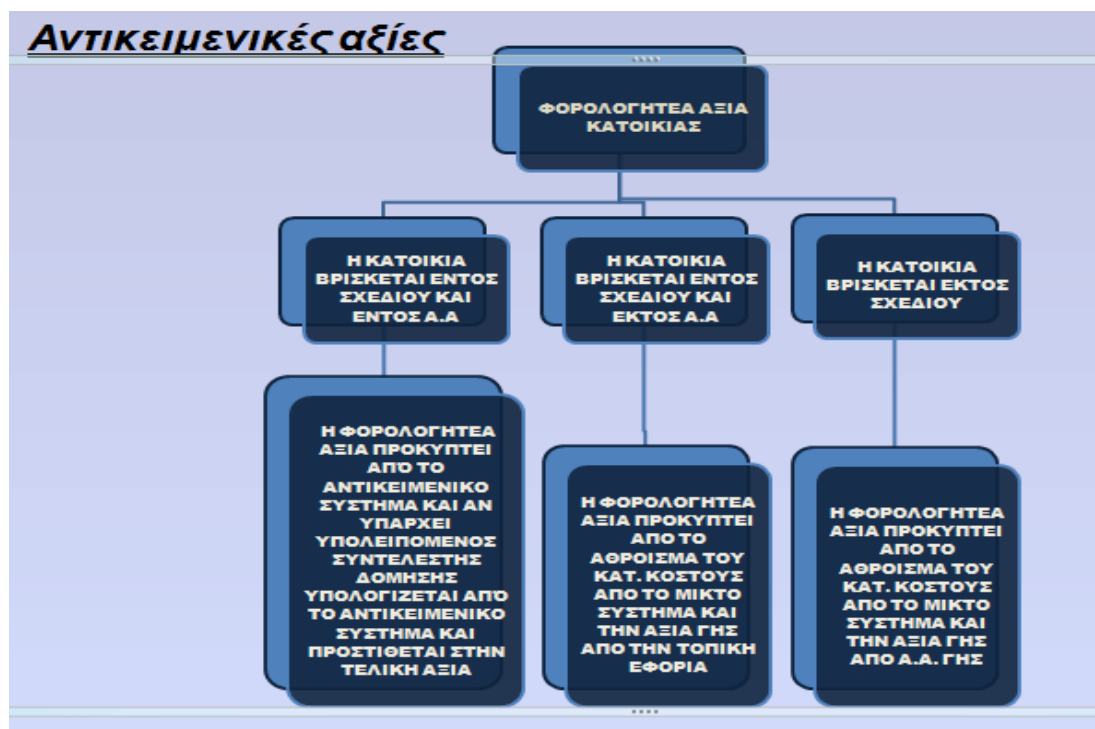 Αντικειμενικές αξίες
ΦΟΡΟΛΟΓΗΤΕΑ ΑΞΙΑ
ΚΑΤΟΙΚΙΑΣ
Η ΚΑΤΟΙΚΙΑ
ΒΡΙΣΚΕΤΑΙ ΕΝΤΟΣ
ΣΧΕΔΙΟΥ ΚΑΙ
ΕΝΤΟΣ Α.Α
Η ΚΑΤΟΙΚΙΑ
ΒΡΙΣΚΕΤΑΙ ΕΝΤΟΣ
ΣΧΕΔΙΟΥ ΚΑΙ
ΕΚΤΟΣ Α.Α
Η ΚΑΤΟΙΚΙΑ
ΒΡΙΣΚΕΤΑΙ ΕΚΤΟΣ
ΣΧΕΔΙΟΥ
Η ΦΟΡΟΛΟΓΗΤΕΑ
ΑΞΙΑ ΠΡΟΚΥΠΤΕΙ
ΑΠΌ ΤΟ
ΑΝΤΙΚΕΙΜΕΝΙΚΟ
ΣΥΣΤΗΜΑ ΚΑΙ ΑΝ
ΥΠΑΡΧΕΙ
ΥΠΟΛΕΙΠΟΜΕΝΟΣ
ΣΥΝΤΕΛΕΣΤΗΣ
ΔΟΜΗΣΗΣ
ΥΠΟΛΟΓΙΖΕΤΑΙ ΑΠΌ
ΤΟ ΑΝΤΙΚΕΙΜΕΝΙΚΟ
ΣΥΣΤΗΜΑ ΚΑΙ
ΠΡΟΣΤΙΘΕΤΑΙ ΣΤΗΝ
ΤΕΛΙΚΗ ΑΞΙΑ
Η ΦΟΡΟΛΟΓΗΤΕΑ
ΑΞΙΑ ΠΡΟΚΥΠΤΕΙ
ΑΠΟ ΤΟ
ΑΘΡΟΙΣΜΑ ΤΟΥ
ΚΑΤ. ΚΟΣΤΟΥΣ
ΑΠΟ ΤΟ ΜΙΚΤΟ
ΣΥΣΤΗΜΑ ΚΑΙ
ΤΗΝ ΑΞΙΑ ΓΗΣ
ΑΠΟ ΤΗΝ ΤΟΠΙΚΗ
ΕΦΟΡΙΑ
Η ΦΟΡΟΛΟΓΗΤΕΑ
ΑΞΙΑ ΠΡΟΚΥΠΤΕΙ
ΑΠΟ ΤΟ
ΑΘΡΟΙΣΜΑ ΤΟΥ
ΚΑΤ. ΚΟΣΤΟΥΣ
ΑΠΟ ΤΟ ΜΙΚΤΟ
ΣΥΣΤΗΜΑ ΚΑΙ
ΤΗΝ ΑΞΙΑ ΓΗΣ
ΑΠΟ Α.Α. ΓΗΣ